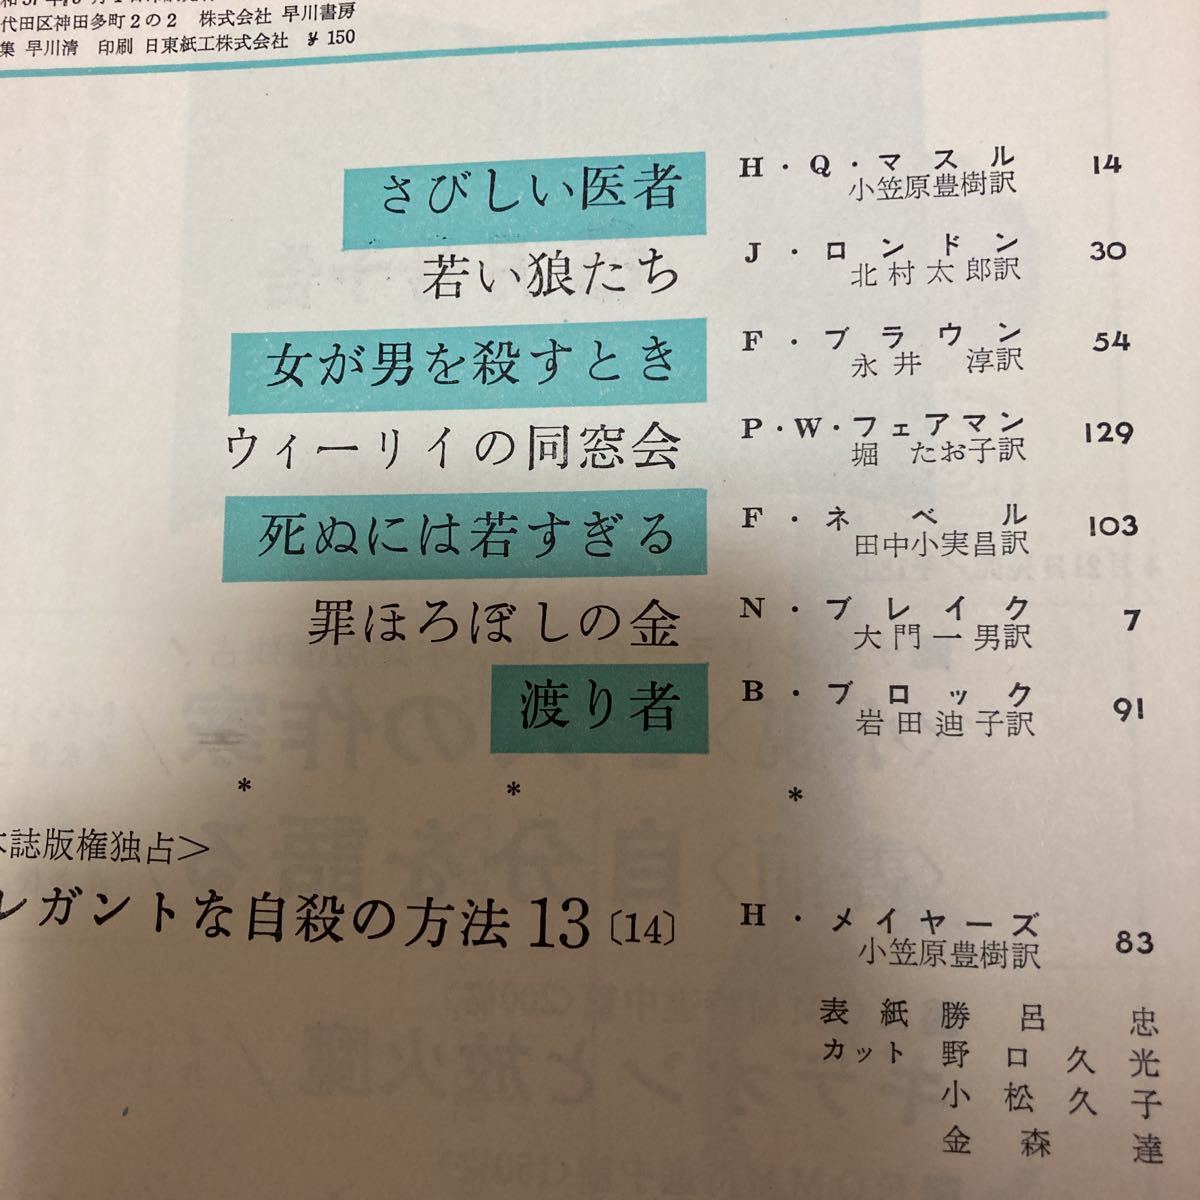 代田区神田多町2の2 株式会社 早川書房
集 早川清 印刷 日東紙工株式会社 ¥ 150
さびしい医者 H・Q・マスル 小笠原豊樹訳 14
若い狼たち J・ロンドン 北村太郎訳 30
女が男を殺すとき F・ブラウン 永井 淳訳 54
ウィーリイの同窓会 P・W・フェアマン 堀 たお子訳 129
死ぬには若すぎる F・ネベル 田中小実昌訳 103
罪ほろぼしの金 N・ブレイク 大門一男訳 7
渡り者 B・ブロック 岩田迪子訳 91
* * *
本誌版権独占>
レガントな自殺の方法13〔14〕 H・メイヤーズ 小笠原豊樹訳 83
表紙 勝呂 忠
カット 野口久光
小松久子
金森 達